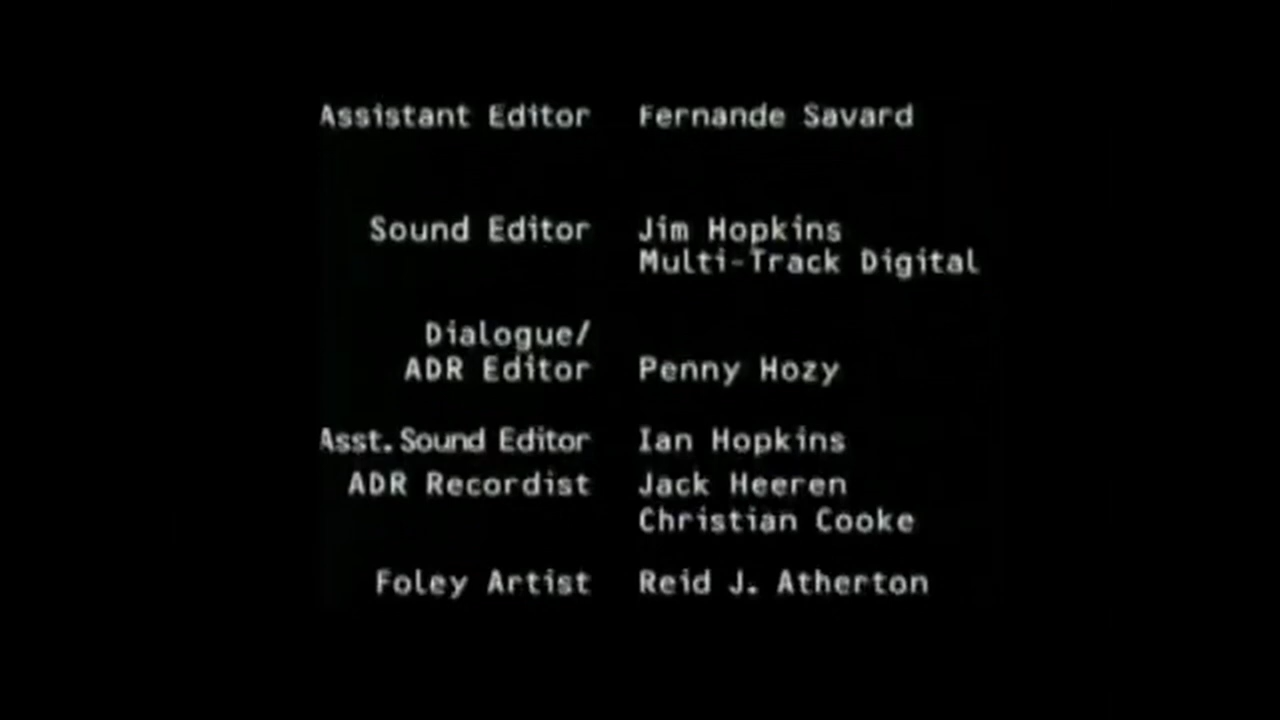 Assistant Editor Fernande Savard
Sound Editor Jim Hopkins
Multi-Track Digital
Dialogue/
ADR Editor Penny Hozy
Asst. Sound Editor Ian Hopkins
ADR Recordist Jack Heeren
Christian Cooke
Foley Artist Reid J. Atherton